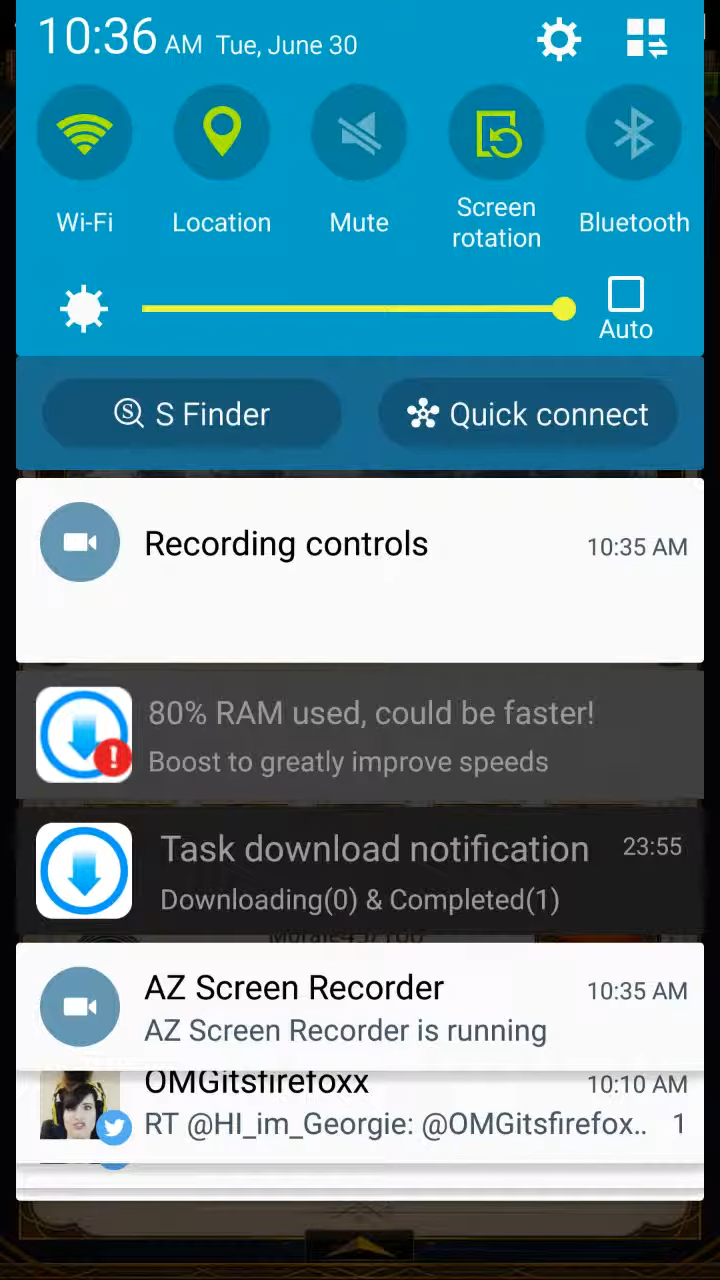 10:36 AM Tue, June 30
Wi-Fi
Location
Mute
Screen
rotation
Bluetooth
Auto
S Finder
Quick connect
Recording controls
10:35 AM
80% RAM used, could be faster!
Boost to greatly improve speeds
Task download notification
23:55
Downloading(0) & Completed(1)
AZ Screen Recorder
10:35 AM
AZ Screen Recorder is running
OMGitsfirefoxx
10:10 AM
RT @HI_im_Georgie: @OMGitsfirefox..
1